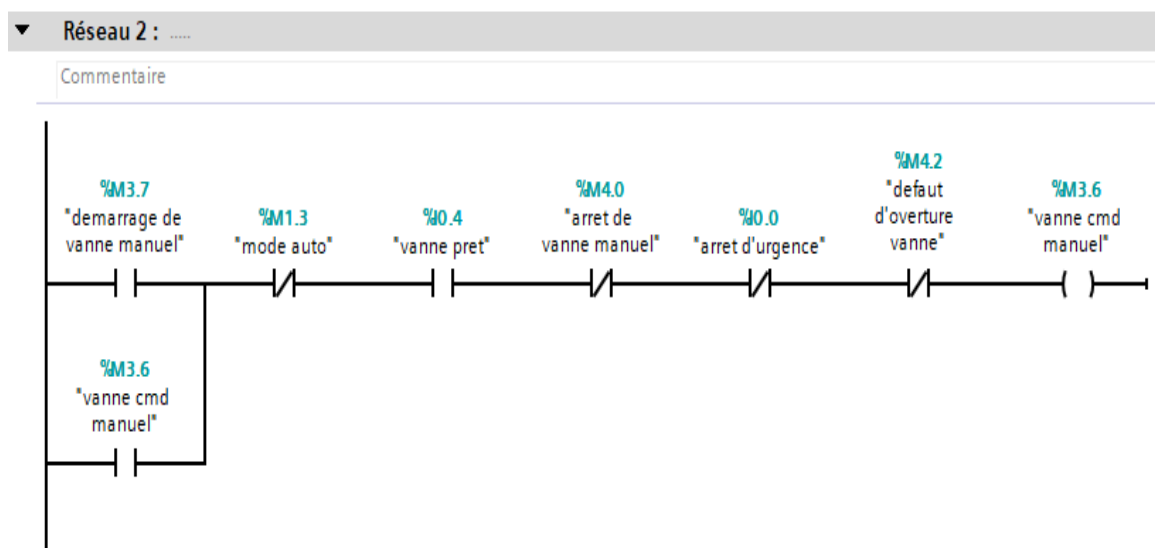 Réseau 2 : .....
Commentaire
%M3.7
"demarrage de
vanne manuel"
%M1.3
"mode auto"
%I0.4
"vanne pret"
%M4.0
"arret de
vanne manuel"
%I0.0
"arret d'urgence"
%M4.2
"defaut
d'overture
vanne"
%M3.6
"vanne cmd
manuel"
%M3.6
"vanne cmd
manuel"